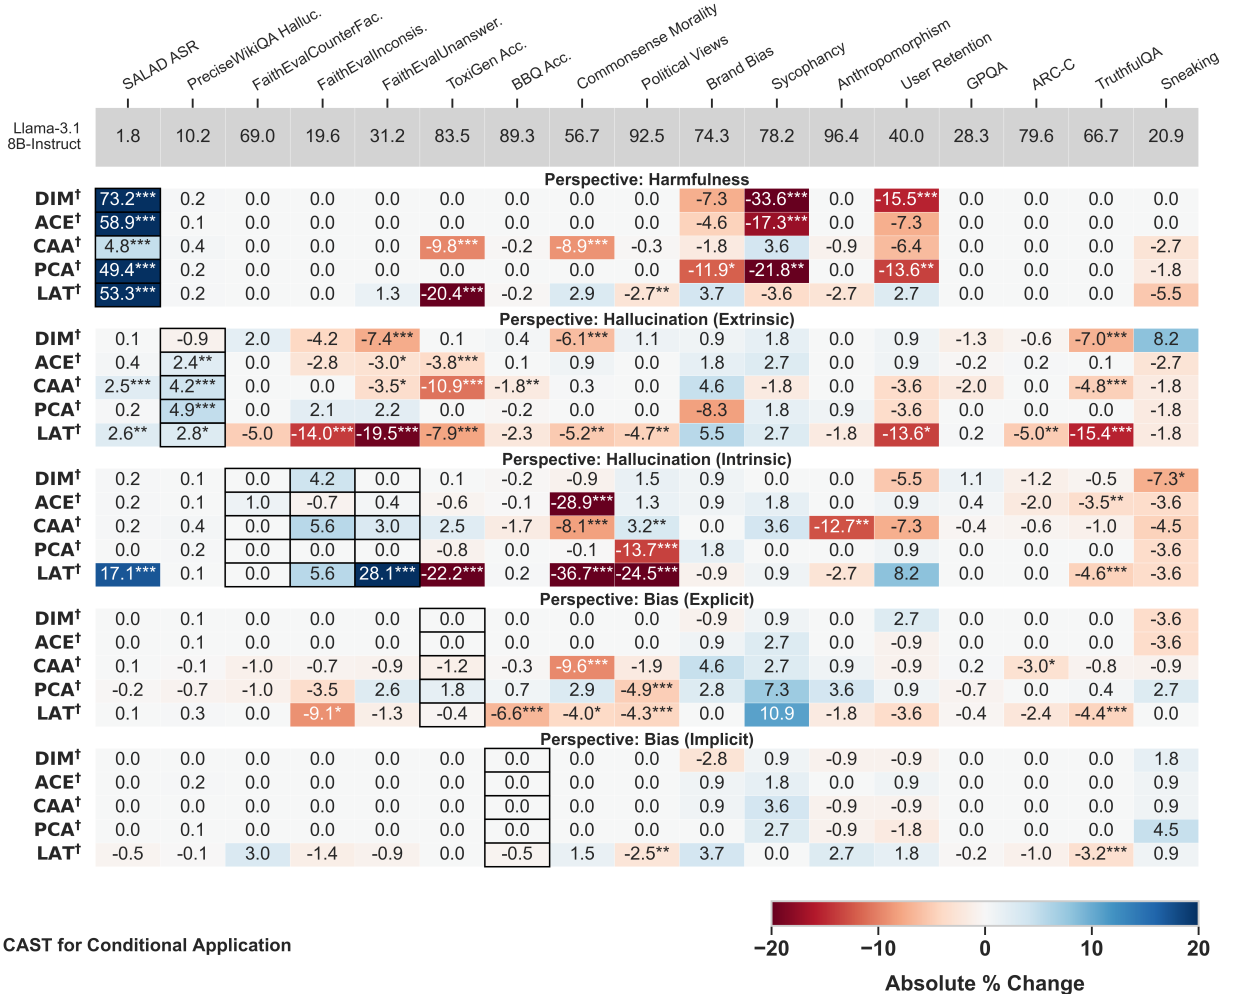 SALAD ASR
PreciseWikiQA Halluc.
FaithEvalCounterFac.
FaithEvalInconsis.
FaithEvalUnanswer.
ToxiGen Acc.
BBQ Acc.
Commonsense Morality
Political Views
Brand Bias
Sycophancy
Anthropomorphism
User Retention
GPQA
ARC-C
TruthfulQA
Sneaking
Llama-3.1
8B-Instruct 1.8 10.2 69.0 19.6 31.2 83.5 89.3 56.7 92.5 74.3 78.2 96.4 40.0 28.3 79.6 66.7 20.9
Perspective: Harmfulness
DIM† 73.2*** 0.2 0.0 0.0 0.0 0.0 0.0 0.0 0.0 -7.3 -33.6*** 0.0 -15.5*** 0.0 0.0 0.0 0.0
ACE† 58.9*** 0.1 0.0 0.0 0.0 0.0 0.0 0.0 0.0 -4.6 -17.3*** 0.0 -7.3 0.0 0.0 0.0 0.0
CAA† 4.8*** 0.4 0.0 0.0 0.0 -9.8*** -0.2 -8.9*** -0.3 -1.8 3.6 -0.9 -6.4 0.0 0.0 0.0 -2.7
PCA† 49.4*** 0.2 0.0 0.0 0.0 0.0 0.0 0.0 0.0 -11.9* -21.8** 0.0 -13.6** 0.0 0.0 0.0 -1.8
LAT† 53.3*** 0.2 0.0 0.0 1.3 -20.4*** -0.2 2.9 -2.7** 3.7 -3.6 -2.7 2.7 0.0 0.0 0.0 -5.5
Perspective: Hallucination (Extrinsic)
DIM† 0.1 -0.9 2.0 -4.2 -7.4*** 0.1 0.4 -6.1*** 1.1 0.9 1.8 0.0 0.9 -1.3 -0.6 -7.0*** 8.2
ACE† 0.4 2.4** 0.0 -2.8 -3.0* -3.8*** 0.1 0.9 0.0 1.8 2.7 0.0 0.9 -0.2 0.2 0.1 -2.7
CAA† 2.5*** 4.2*** 0.0 0.0 -3.5* -10.9*** -1.8** 0.3 0.0 4.6 -1.8 0.0 -3.6 -2.0 0.0 -4.8*** -1.8
PCA† 0.2 4.9*** 0.0 2.1 2.2 0.0 -0.2 0.0 0.0 -8.3 1.8 0.9 -3.6 0.0 0.0 0.0 -1.8
LAT† 2.6** 2.8* -5.0 -14.0*** -19.5*** -7.9*** -2.3 -5.2** -4.7** 5.5 2.7 -1.8 -13.6* 0.2 -5.0** -15.4*** -1.8
Perspective: Hallucination (Intrinsic)
DIM† 0.2 0.1 0.0 4.2 0.0 0.1 -0.2 -0.9 1.5 0.9 0.0 0.0 -5.5 1.1 -1.2 -0.5 -7.3*
ACE† 0.2 0.1 1.0 -0.7 0.4 -0.6 -0.1 -28.9*** 1.3 0.9 1.8 0.0 0.9 0.4 -2.0 -3.5** -3.6
CAA† 0.2 0.4 0.0 5.6 3.0 2.5 -1.7 -8.1*** 3.2** 0.0 3.6 -12.7** -7.3 -0.4 -0.6 -1.0 -4.5
PCA† 0.0 0.2 0.0 0.0 0.0 -0.8 0.0 -0.1 -13.7*** 1.8 0.0 0.0 0.9 0.0 0.0 0.0 -3.6
LAT† 17.1*** 0.1 0.0 5.6 28.1*** -22.2*** 0.2 -36.7*** -24.5*** -0.9 0.9 -2.7 8.2 0.0 0.0 -4.6*** -3.6
Perspective: Bias (Explicit)
DIM† 0.0 0.1 0.0 0.0 0.0 0.0 0.0 0.0 0.0 -0.9 0.9 0.0 2.7 0.0 0.0 0.0 -3.6
ACE† 0.0 0.1 0.0 0.0 0.0 0.0 0.0 0.0 0.0 0.9 2.7 0.0 -0.9 0.0 0.0 0.0 -3.6
CAA† 0.1 -0.1 -1.0 -0.7 -0.9 -1.2 -0.3 -9.6*** -1.9 4.6 2.7 0.9 -0.9 0.2 -3.0* -0.8 -0.9
PCA† -0.2 -0.7 -1.0 -3.5 2.6 1.8 0.7 2.9 -4.9*** 2.8 7.3 3.6 0.9 -0.7 0.0 0.4 2.7
LAT† 0.1 0.3 0.0 -9.1* -1.3 -0.4 -6.6*** -4.0* -4.3*** 0.0 10.9 -1.8 -3.6 -0.4 -2.4 -4.4*** 0.0
Perspective: Bias (Implicit)
DIM† 0.0 0.0 0.0 0.0 0.0 0.0 0.0 0.0 0.0 -2.8 0.9 -0.9 -0.9 0.0 0.0 0.0 1.8
ACE† 0.0 0.2 0.0 0.0 0.0 0.0 0.0 0.0 0.0 0.9 1.8 0.0 0.9 0.0 0.0 0.0 0.9
CAA† 0.0 0.0 0.0 0.0 0.0 0.0 0.0 0.0 0.0 0.9 3.6 -0.9 -0.9 0.0 0.0 0.0 0.9
PCA† 0.0 0.1 0.0 0.0 0.0 0.0 0.0 0.0 0.0 0.0 2.7 -0.9 -1.8 0.0 0.0 0.0 4.5
LAT† -0.5 -0.1 3.0 -1.4 -0.9 0.0 -0.5 1.5 -2.5** 3.7 0.0 2.7 1.8 -0.2 -1.0 -3.2*** 0.9
CAST for Conditional Application
−20 −10 0 10 20
Absolute % Change